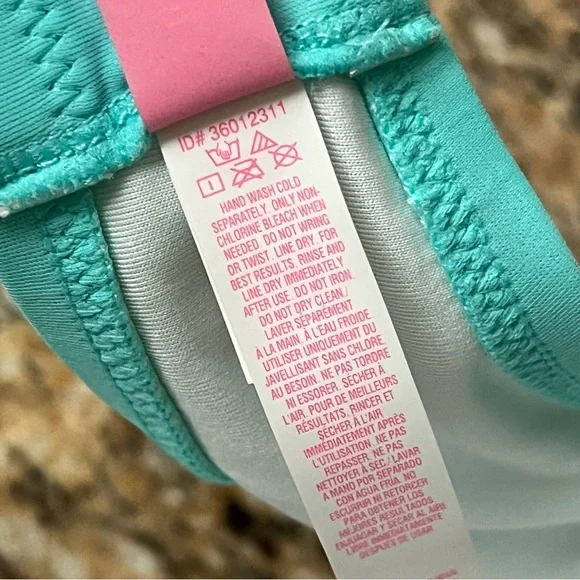 ID# 36012311
HAND WASH COLD
SEPARATELY. ONLY NON-
CHLORINE BLEACH WHEN
NEEDED. DO NOT WRING
OR TWIST. LINE DRY. FOR
BEST RESULTS, RINSE AND
LINE DRY IMMEDIATELY
AFTER USE. DO NOT IRON.
DO NOT DRY CLEAN /
LAVER SÉPAREMENT
À LA MAIN. À L'EAU FROIDE
UTILISER UNIQUEMENT DU
JAVELLISANT SANS CHLORE
AU BESOIN. NE PAS TORDRE
NI ESSORER. SÉCHER À
L'AIR. POUR DE MEILLEURS
RÉSULTATS, RINCER ET
SÉCHER À L'AIR
IMMÉDIATEMENT APRÈS
L'UTILISATION. NE PAS
REPASSER. NE PAS
NETTOYER À SEC / LAVAR
A MANO POR SEPARADO
CON AGUA FRÍA. NO
ESCURRIR NI RETORCER
PARA OBTENER LOS
MEJORES RESULTADOS
ENJUAGAR Y SECAR AL AIRE
LIBRE INMEDIATAMENTE
DESPUÉS DE USAR